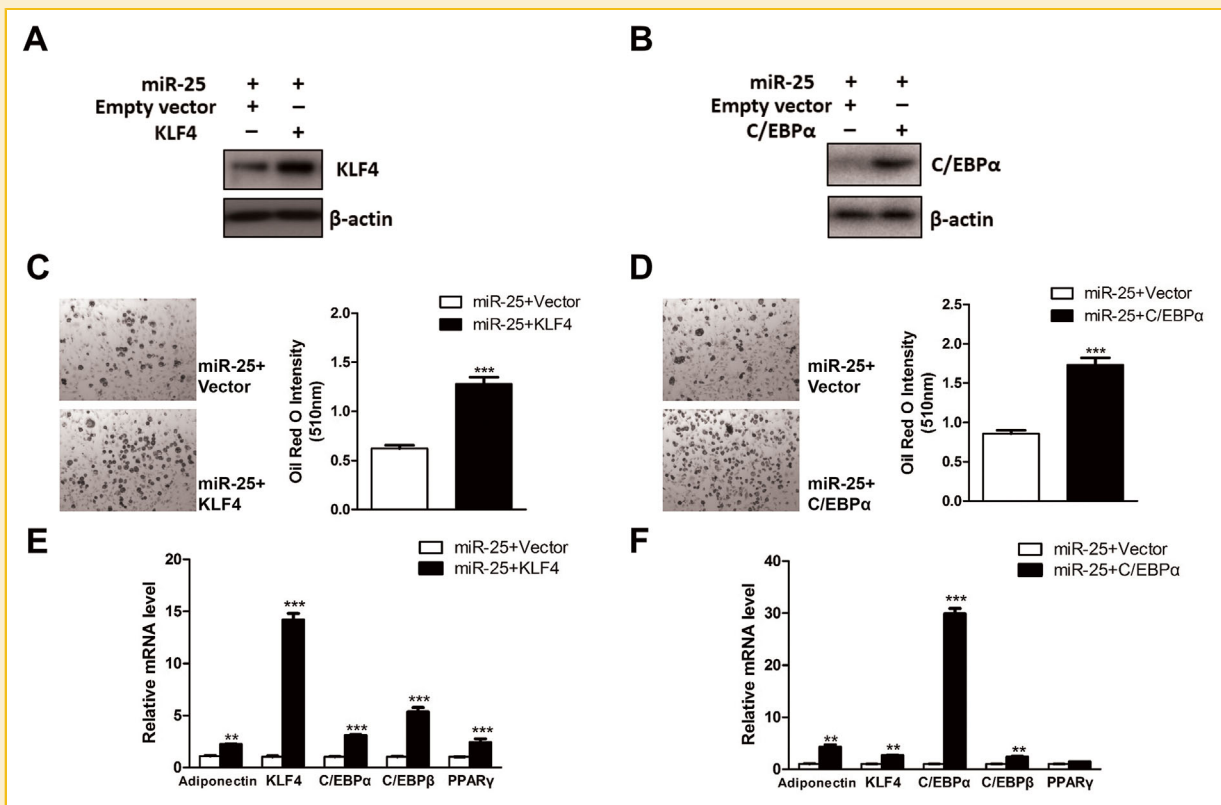 A
miR-25 + +
Empty vector + –
KLF4 – +
KLF4
β-actin
B
miR-25 + +
Empty vector + –
C/EBPα – +
C/EBPα
β-actin
C
miR-25+
Vector
miR-25+
KLF4
miR-25+Vector
miR-25+KLF4
Oil Red O Intensity
(510nm)
2.0
1.5
1.0
0.5
0.0
***
D
miR-25+
Vector
miR-25+
C/EBPα
miR-25+Vector
miR-25+C/EBPα
Oil Red O Intensity
(510nm)
2.5
2.0
1.5
1.0
0.5
0.0
***
E
miR-25+Vector
miR-25+KLF4
Relative mRNA level
20
15
10
5
0
** *** *** *** ***
Adiponectin KLF4 C/EBPα C/EBPβ PPARγ
F
miR-25+Vector
miR-25+C/EBPα
Relative mRNA level
40
30
20
10
0
** ** *** **
Adiponectin KLF4 C/EBPα C/EBPβ PPARγ